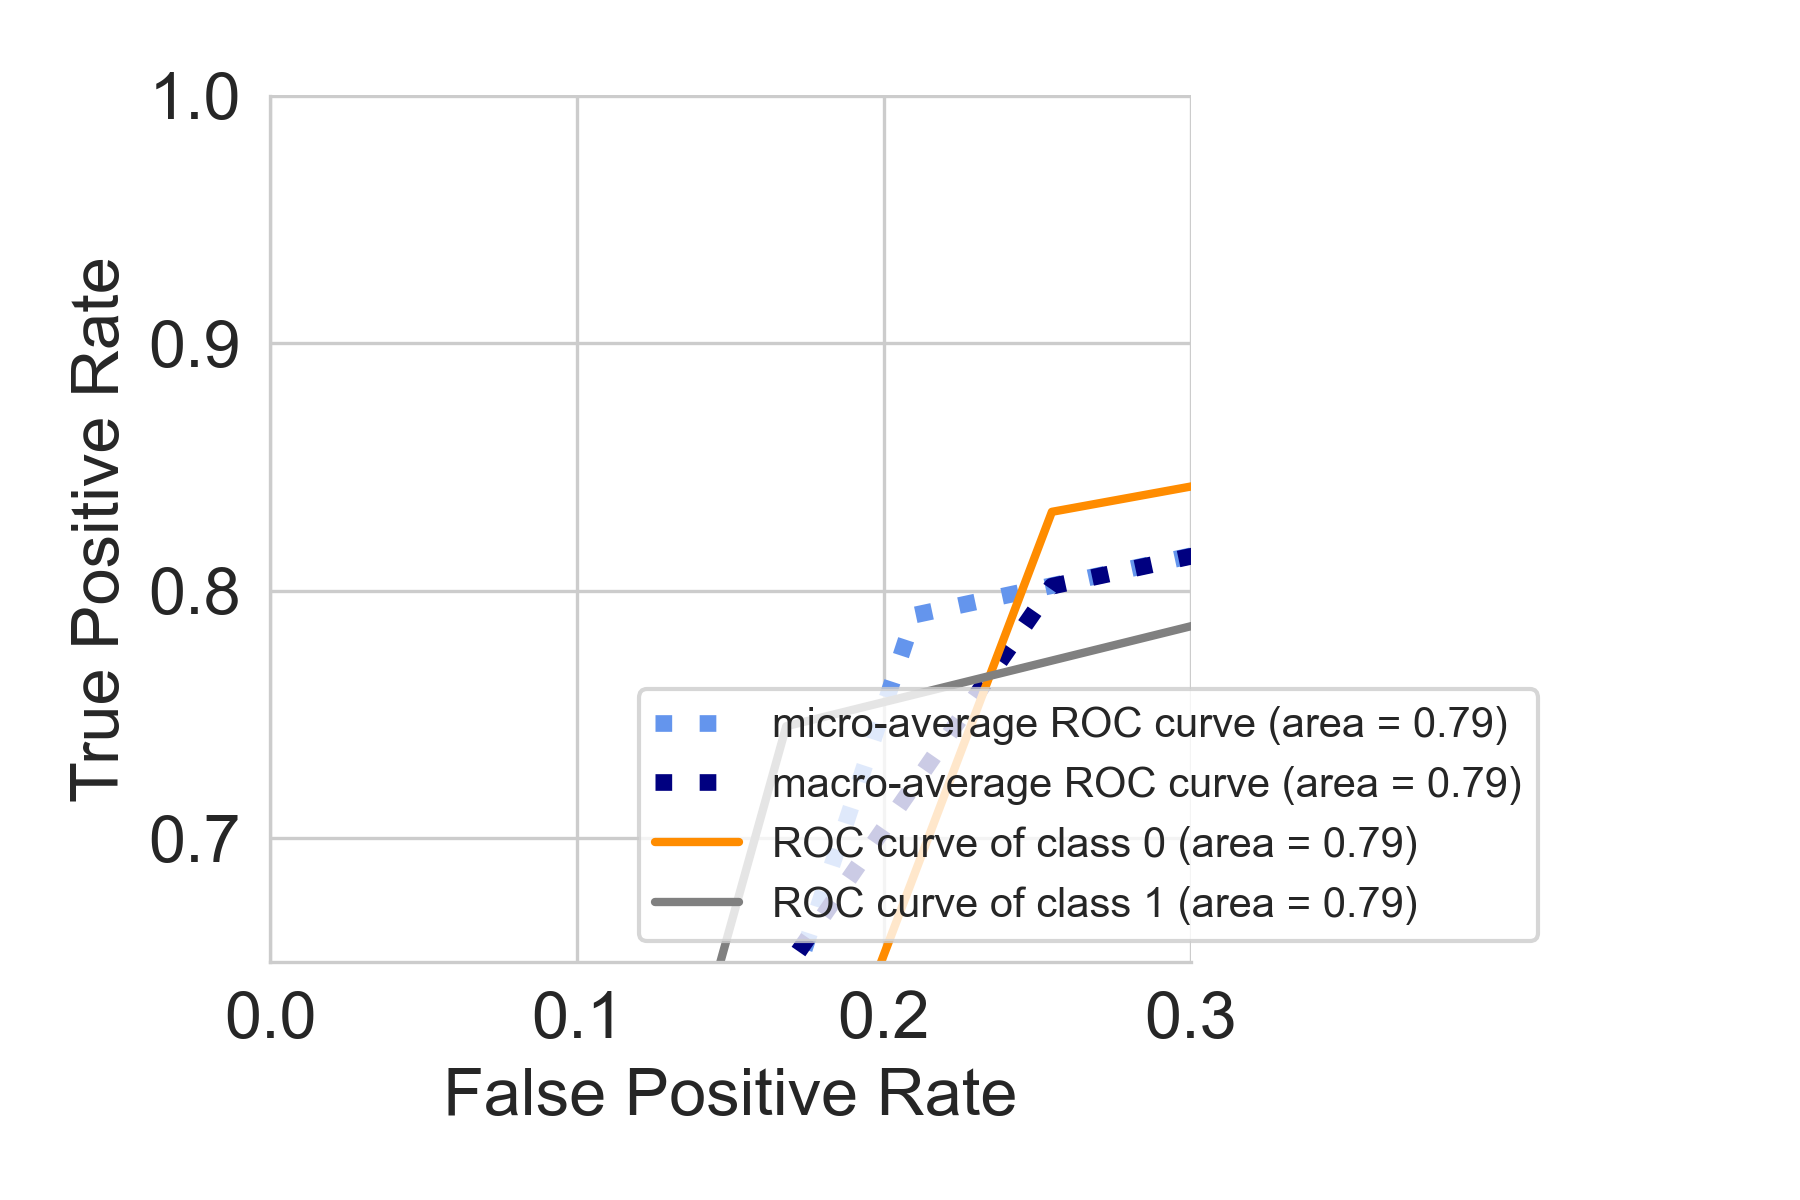 1.0
0.9
0.8
0.7
True Positive Rate
micro-average ROC curve (area = 0.79)
macro-average ROC curve (area = 0.79)
ROC curve of class 0 (area = 0.79)
ROC curve of class 1 (area = 0.79)
0.0 0.1 0.2 0.3
False Positive Rate